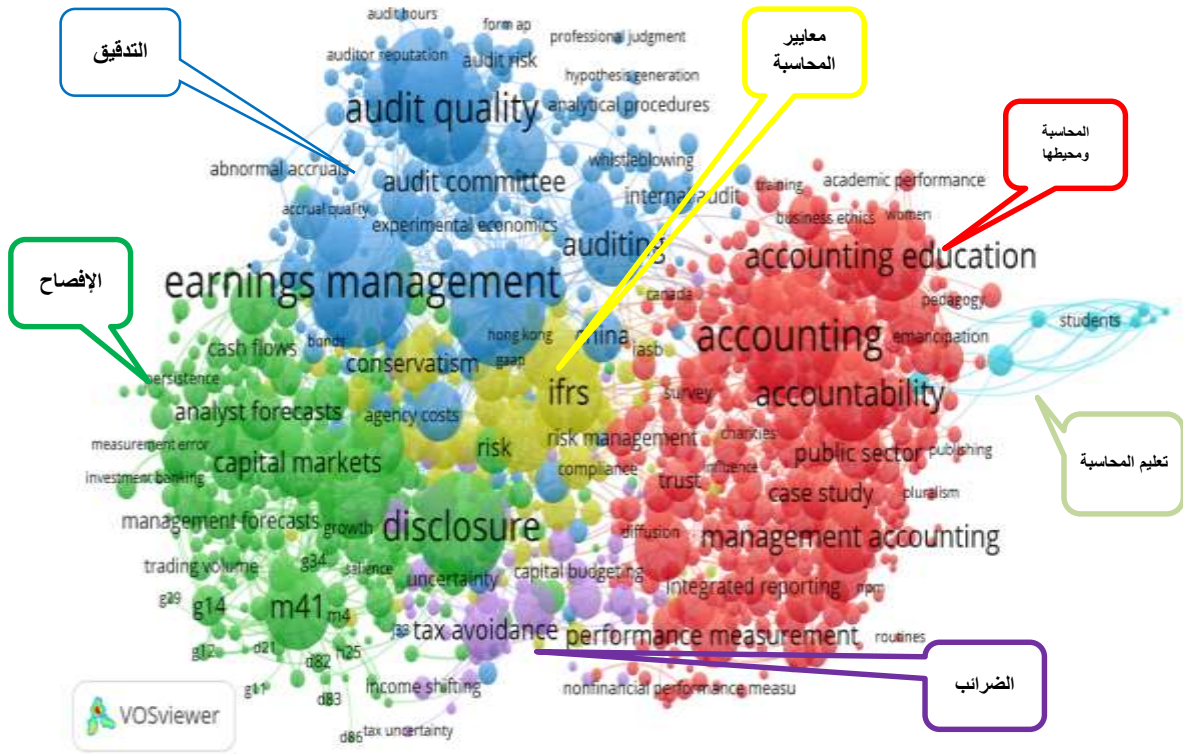 audit hours
form ap
professional judgment
التدقيق
auditor reputation
audit risk
معايير
المحاسبة
hypothesis generation
audit quality
analytical procedures
المحاسبة
ومحيطها
abnormal accruals
whistleblowing
audit committee
internal audit
training
academic performance
accrual quality
experimental economics
business ethics
women
auditing
accounting education
earnings management
الإفصاح
canada
pedagogy
students
bonds
hong kong
china
iasb
accounting
emancipation
cash flows
conservatism
gaap
persistence
ifrs
survey
accountability
analyst forecasts
agency costs
measurement error
risk
risk management
charities
public sector
publishing
تعليم المحاسبة
capital markets
compliance
trust
influence
investment banking
case study
pluralism
management forecasts
growth
disclosure
diffusion
management accounting
trading volume
g34
salience
uncertainty
capital budgeting
integrated reporting
mpm
g29
g14
m41
m4
j33
tax avoidance
performance measurement
routines
g12
d21
d82
h25
g11
d83
income shifting
nonfinancial performance measu
الضرائب
VOSviewer
d86
tax uncertainty